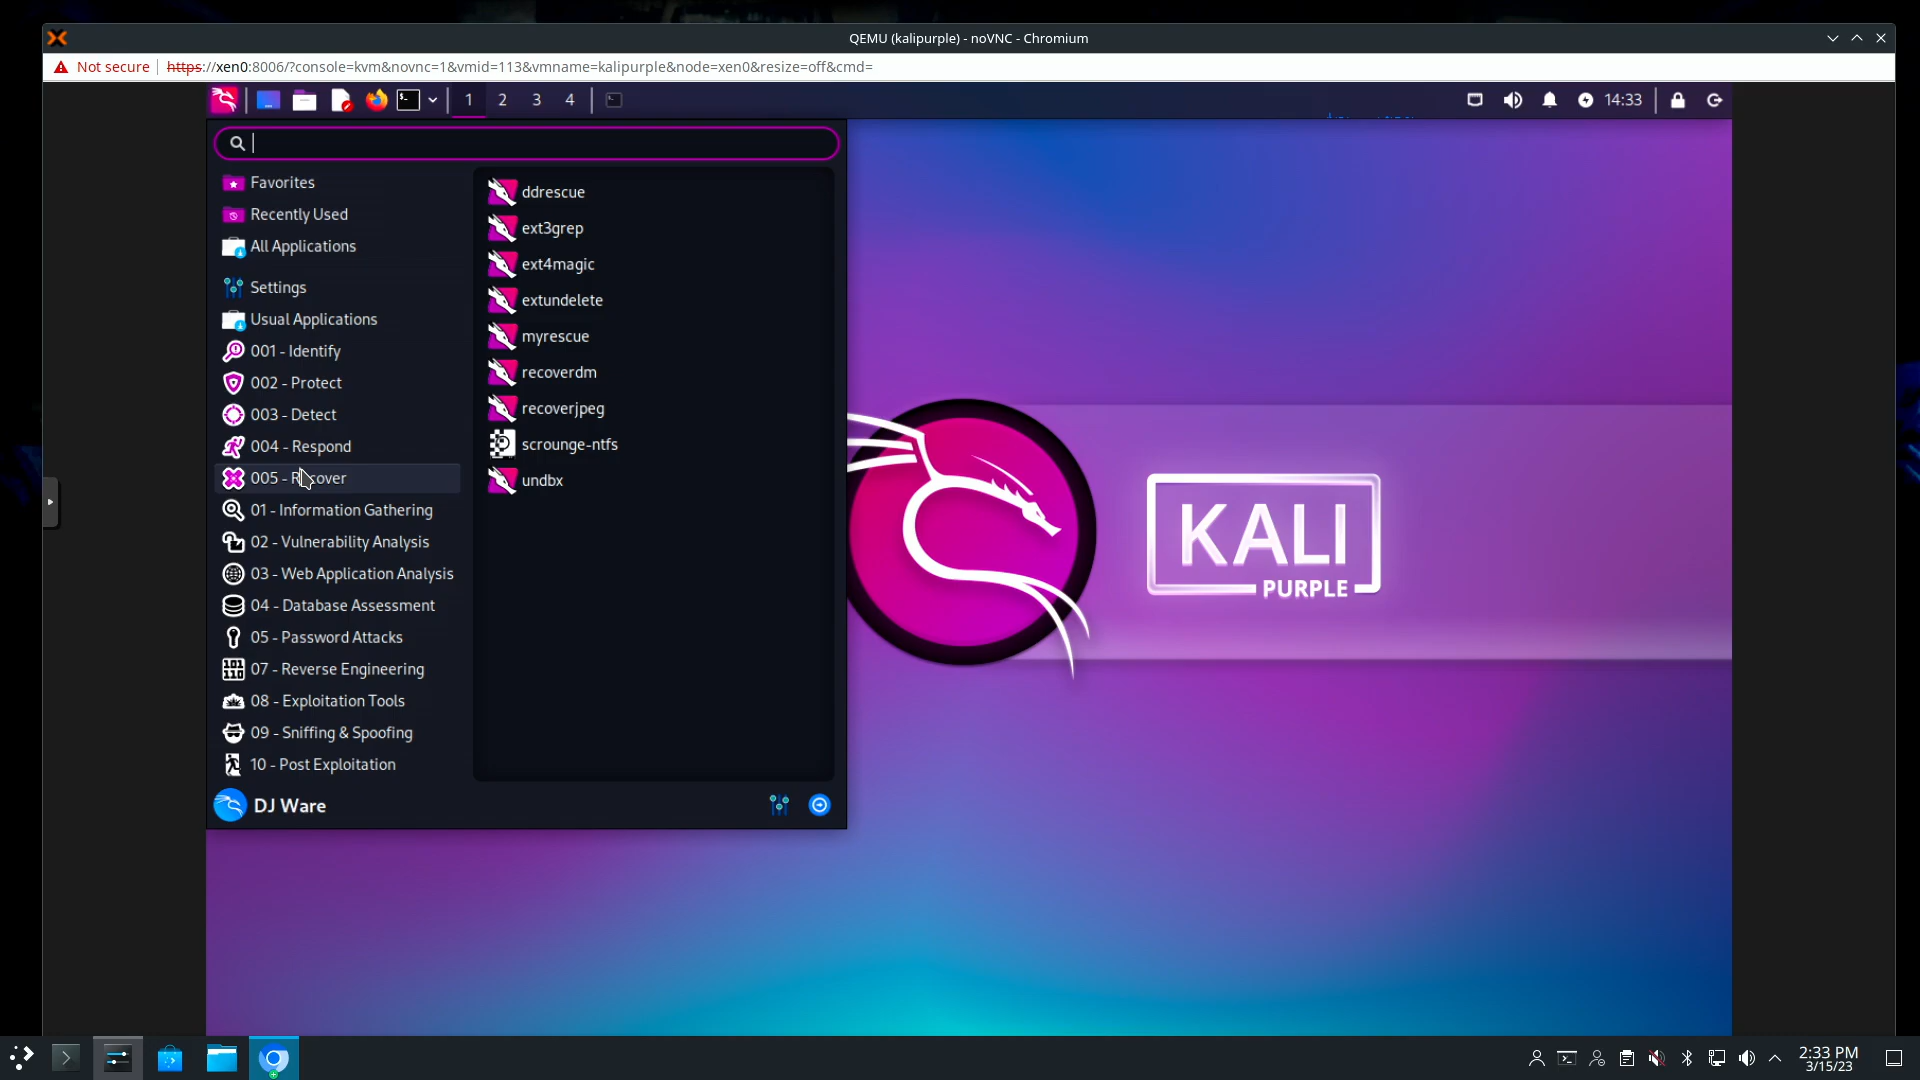 QEMU (kalipurple) - noVNC - Chromium
Not secure https://xen0:8006/?console=kvm&novnc=1&vmid=113&vmname=kalipurple&node=xen0&resize=off&cmd=
1 2 3 4 14:33
Favorites
Recently Used
All Applications
Settings
Usual Applications
001 - Identify
002 - Protect
003 - Detect
004 - Respond
005 - Recover
01 - Information Gathering
02 - Vulnerability Analysis
03 - Web Application Analysis
04 - Database Assessment
05 - Password Attacks
07 - Reverse Engineering
08 - Exploitation Tools
09 - Sniffing & Spoofing
10 - Post Exploitation
ddrescue
ext3grep
ext4magic
extundelete
myrescue
recoverdm
recoverjpeg
scrounge-ntfs
undbx
DJ Ware
KALI
PURPLE
2:33 PM
3/15/23